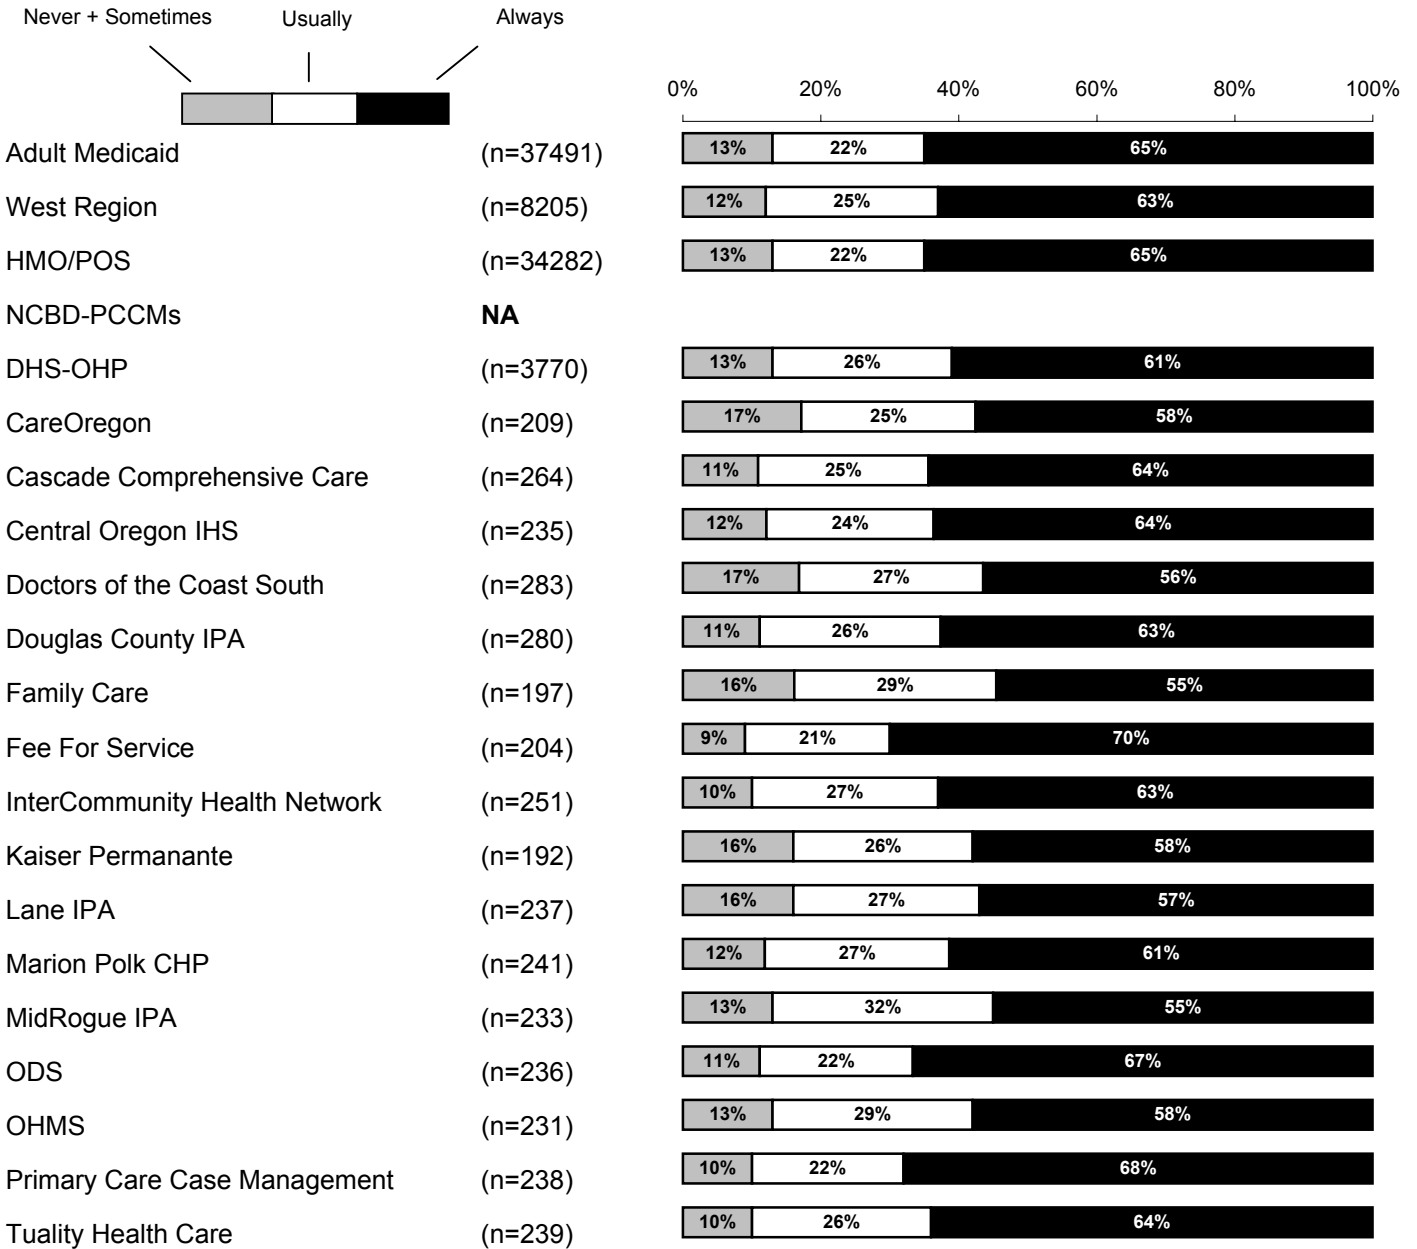 Never + Sometimes Usually Always
0% 20% 40% 60% 80% 100%
Adult Medicaid (n=37491) 13% 22% 65%
West Region (n=8205) 12% 25% 63%
HMO/POS (n=34282) 13% 22% 65%
NCBD-PCCMs NA
DHS-OHP (n=3770) 13% 26% 61%
CareOregon (n=209) 17% 25% 58%
Cascade Comprehensive Care (n=264) 11% 25% 64%
Central Oregon IHS (n=235) 12% 24% 64%
Doctors of the Coast South (n=283) 17% 27% 56%
Douglas County IPA (n=280) 11% 26% 63%
Family Care (n=197) 16% 29% 55%
Fee For Service (n=204) 9% 21% 70%
InterCommunity Health Network (n=251) 10% 27% 63%
Kaiser Permanante (n=192) 16% 26% 58%
Lane IPA (n=237) 16% 27% 57%
Marion Polk CHP (n=241) 12% 27% 61%
MidRogue IPA (n=233) 13% 32% 55%
ODS (n=236) 11% 22% 67%
OHMS (n=231) 13% 29% 58%
Primary Care Case Management (n=238) 10% 22% 68%
Tuality Health Care (n=239) 10% 26% 64%